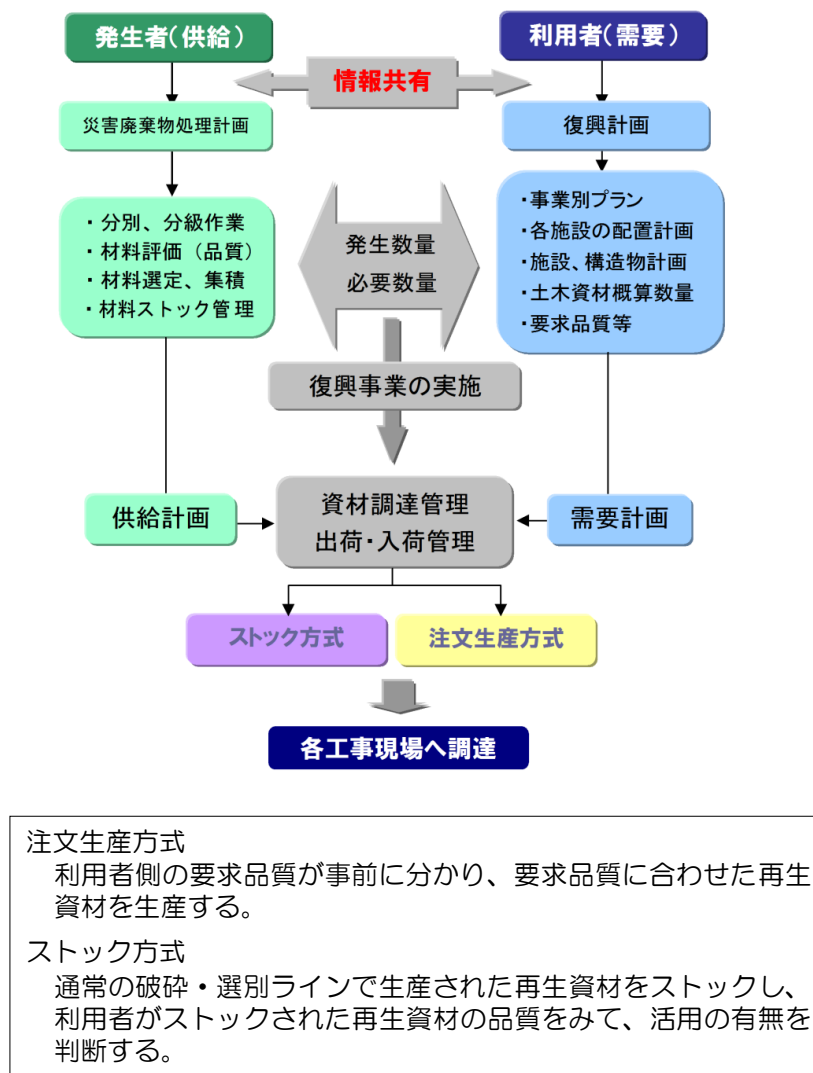 発生者(供給)
利用者(需要)
情報共有
災害廃棄物処理計画
復興計画
・分別、分級作業
・材料評価（品質）
・材料選定、集積
・材料ストック管理
発生数量
必要数量
・事業別プラン
・各施設の配置計画
・施設、構造物計画
・土木資材概算数量
・要求品質等
復興事業の実施
供給計画
資材調達管理
出荷・入荷管理
需要計画
ストック方式
注文生産方式
各工事現場へ調達
注文生産方式
利用者側の要求品質が事前に分かり、要求品質に合わせた再生
資材を生産する。
ストック方式
通常の破砕・選別ラインで生産された再生資材をストックし、
利用者がストックされた再生資材の品質をみて、活用の有無を
判断する。